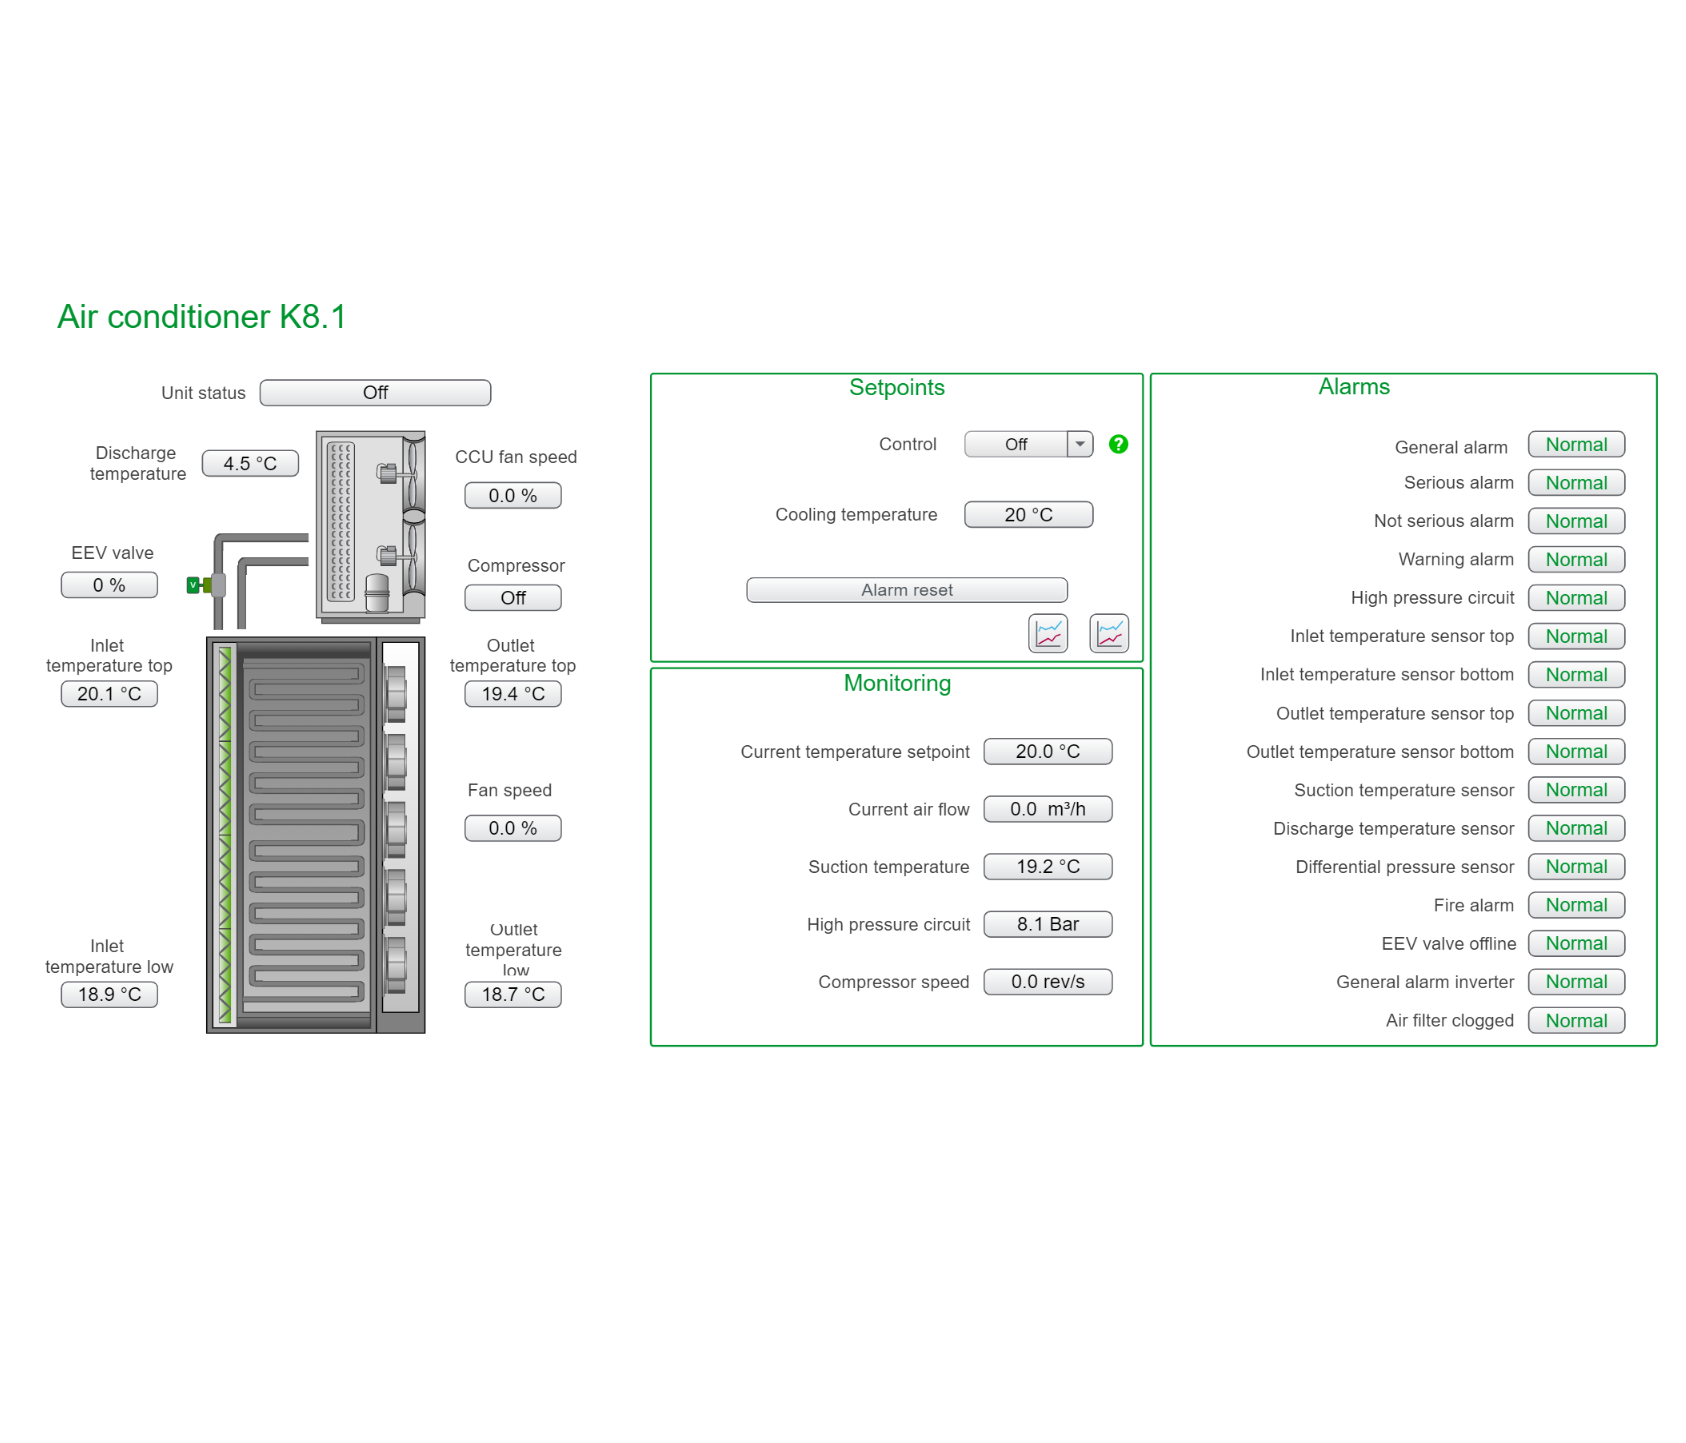 Air conditioner K8.1
Unit status Off
Discharge
temperature
4.5 °C
CCU fan speed
0.0 %
EEV valve
0 %
Compressor
Off
Inlet
temperature top
20.1 °C
Outlet
temperature top
19.4 °C
Fan speed
0.0 %
Inlet
temperature low
18.9 °C
Outlet
temperature
low
18.7 °C
Setpoints
Control Off ?
Cooling temperature 20 °C
Alarm reset
Monitoring
Current temperature setpoint 20.0 °C
Current air flow 0.0 m³/h
Suction temperature 19.2 °C
High pressure circuit 8.1 Bar
Compressor speed 0.0 rev/s
Alarms
General alarm Normal
Serious alarm Normal
Not serious alarm Normal
Warning alarm Normal
High pressure circuit Normal
Inlet temperature sensor top Normal
Inlet temperature sensor bottom Normal
Outlet temperature sensor top Normal
Outlet temperature sensor bottom Normal
Suction temperature sensor Normal
Discharge temperature sensor Normal
Differential pressure sensor Normal
Fire alarm Normal
EEV valve offline Normal
General alarm inverter Normal
Air filter clogged Normal
V